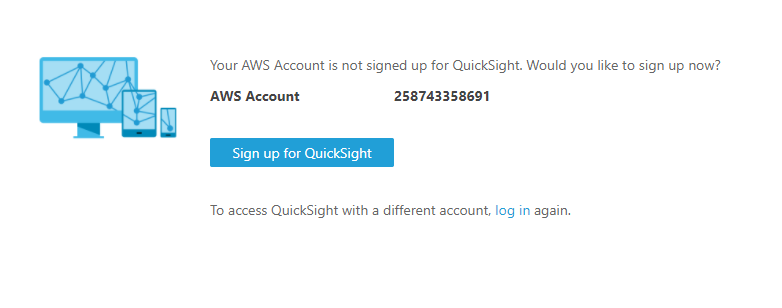 Your AWS Account is not signed up for QuickSight. Would you like to sign up now?
AWS Account 258743358691
Sign up for QuickSight
To access QuickSight with a different account, log in again.